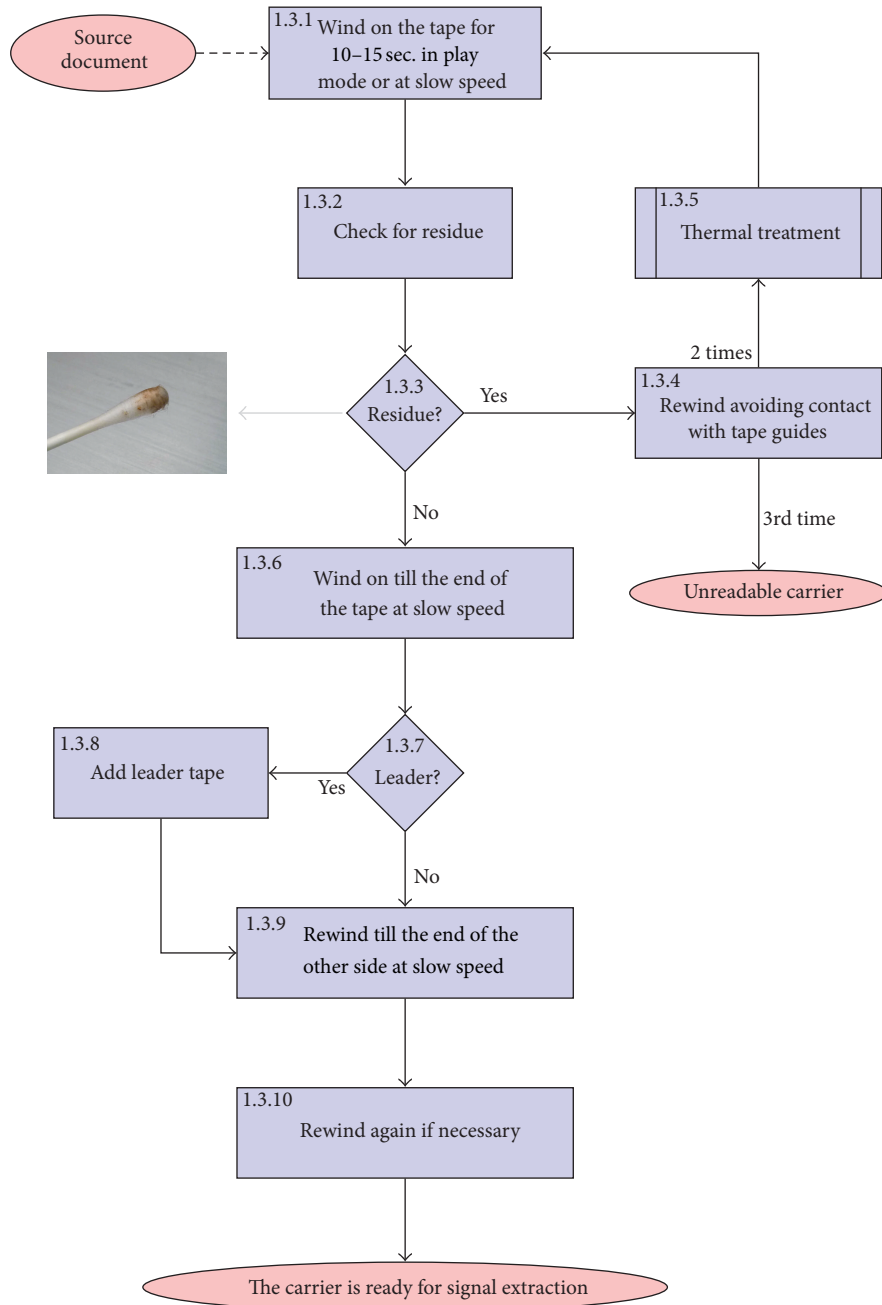 Source
document
1.3.1
Wind on the tape for
10–15 sec. in play
mode or at slow speed
1.3.2
Check for residue
1.3.5
Thermal treatment
2 times
1.3.3
Residue?
Yes
1.3.4
Rewind avoiding contact
with tape guides
No
3rd time
1.3.6
Wind on till the end of
the tape at slow speed
Unreadable carrier
1.3.8
Add leader tape
1.3.7
Leader?
Yes
No
1.3.9
Rewind till the end of the
other side at slow speed
1.3.10
Rewind again if necessary
The carrier is ready for signal extraction